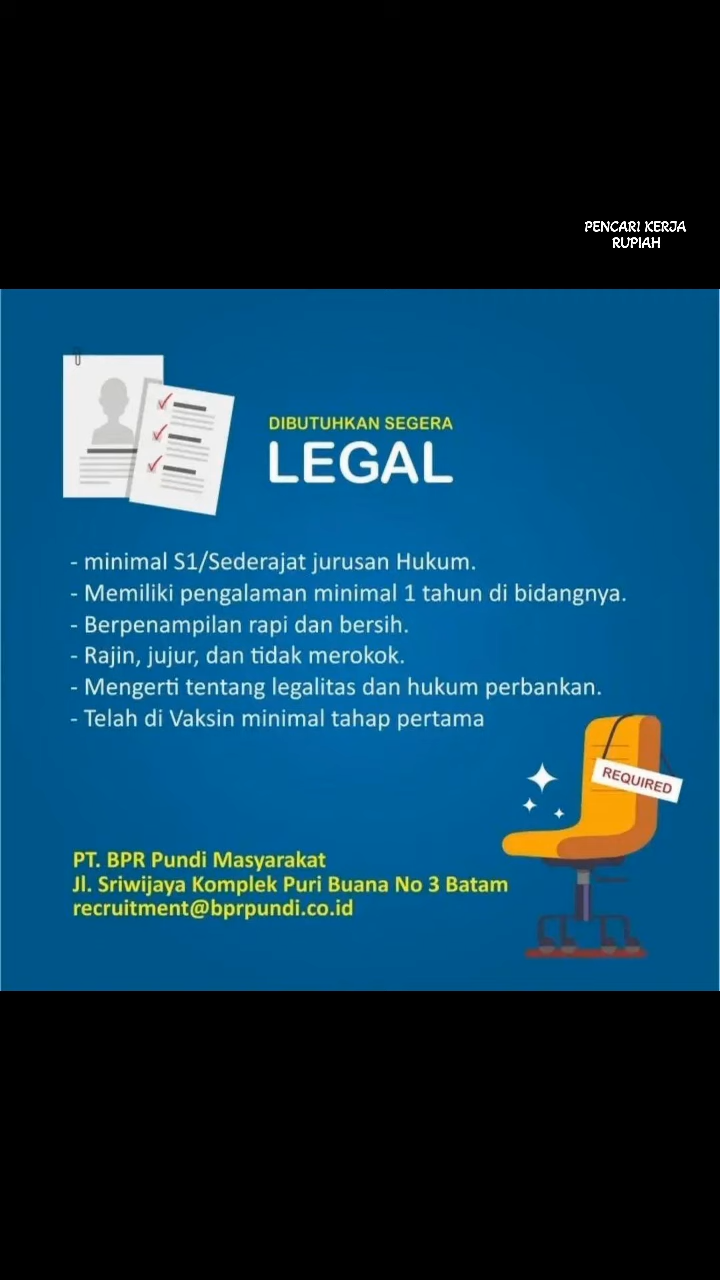 PENCARI KERJA
RUPIAH
DIBUTUHKAN SEGERA
LEGAL
- minimal S1/Sederajat jurusan Hukum.
- Memiliki pengalaman minimal 1 tahun di bidangnya.
- Berpenampilan rapi dan bersih.
- Rajin, jujur, dan tidak merokok.
- Mengerti tentang legalitas dan hukum perbankan.
- Telah di Vaksin minimal tahap pertama
REQUIRED
PT. BPR Pundi Masyarakat
Jl. Sriwijaya Komplek Puri Buana No 3 Batam
recruitment@bprpundi.co.id